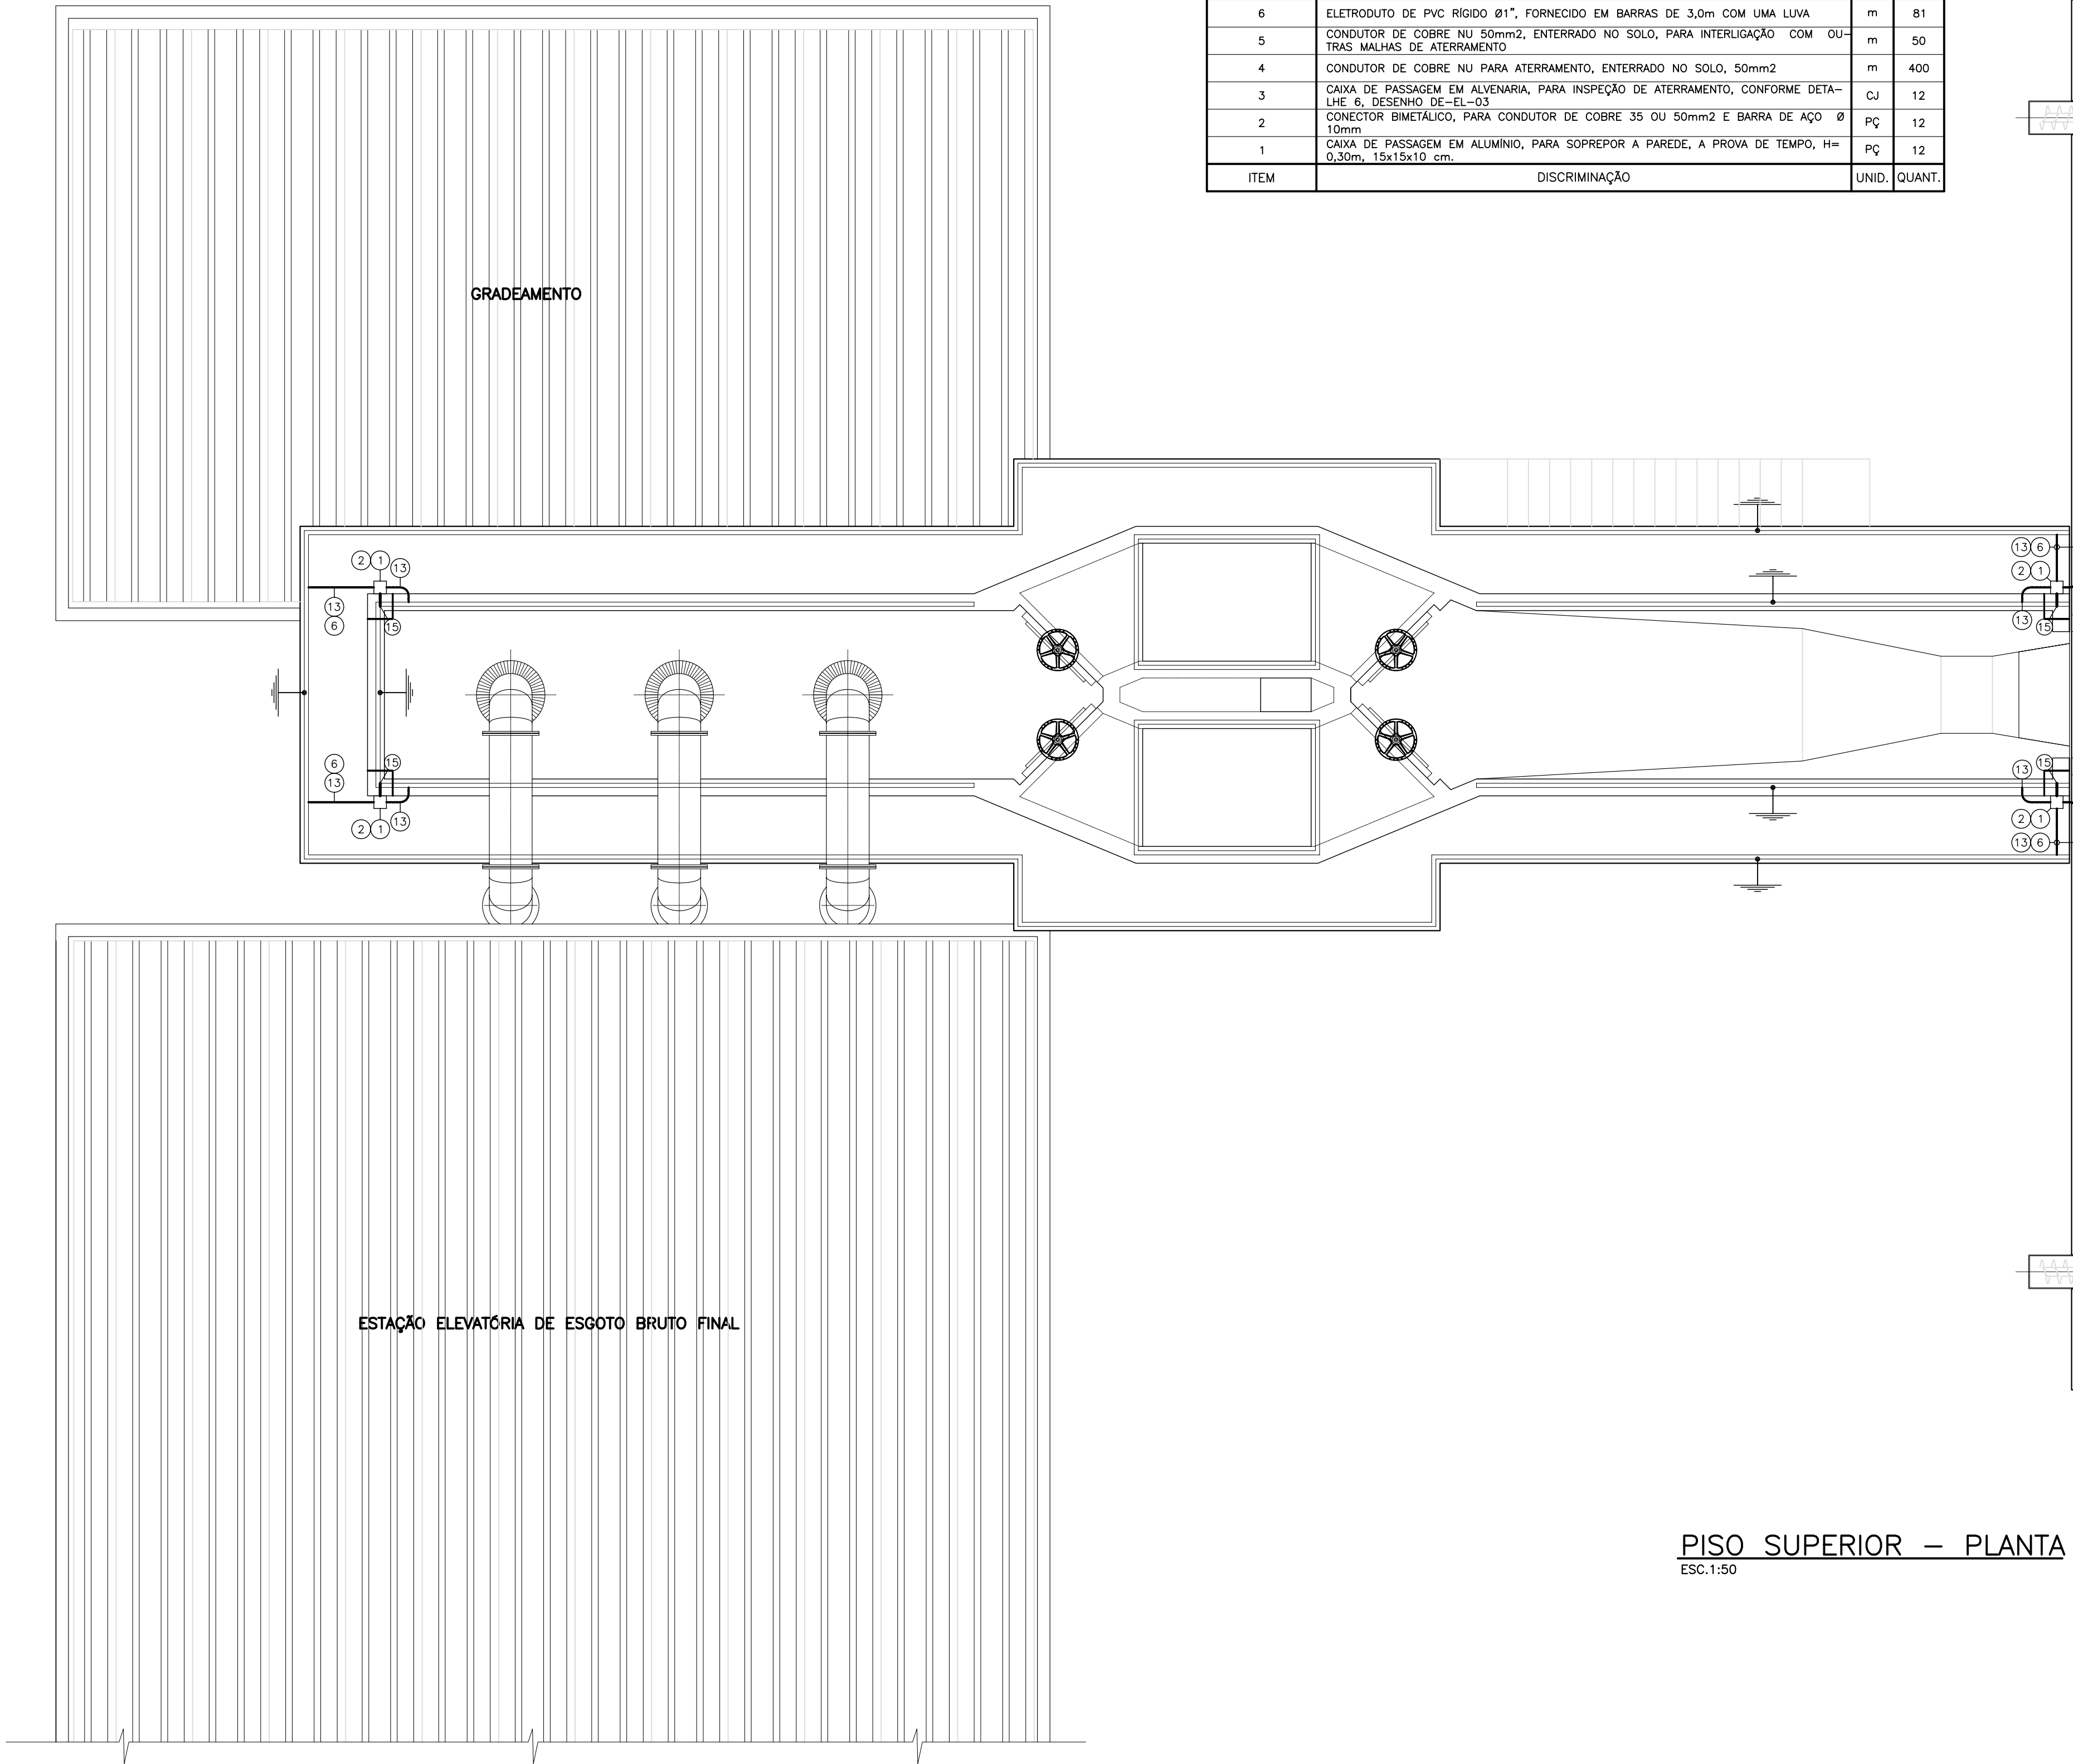 6 ELETRODUTO DE PVC RÍGIDO Ø1", FORNECIDO EM BARRAS DE 3,0m COM UMA LUVA m 81
5 CONDUTOR DE COBRE NU 50mm2, ENTERRADO NO SOLO, PARA INTERLIGAÇÃO COM OU-
TRAS MALHAS DE ATERRAMENTO m 50
4 CONDUTOR DE COBRE NU PARA ATERRAMENTO, ENTERRADO NO SOLO, 50mm2 m 400
3 CAIXA DE PASSAGEM EM ALVENARIA, PARA INSPEÇÃO DE ATERRAMENTO, CONFORME DETA-
LHE 6, DESENHO DE-EL-03 CJ 12
2 CONECTOR BIMETÁLICO, PARA CONDUTOR DE COBRE 35 OU 50mm2 E BARRA DE AÇO Ø
10mm PÇ 12
1 CAIXA DE PASSAGEM EM ALUMÍNIO, PARA SOPREPOR A PAREDE, A PROVA DE TEMPO, H=
0,30m, 15x15x10 cm. PÇ 12
ITEM DISCRIMINAÇÃO UNID. QUANT.
GRADEAMENTO
2 1 13
13
6
15
13 6
2 1
13 15
6
13
15
2 1 13
13 15
2 1
13 6
ESTAÇÃO ELEVATÓRIA DE ESGOTO BRUTO FINAL
PISO SUPERIOR - PLANTA
ESC.1:50